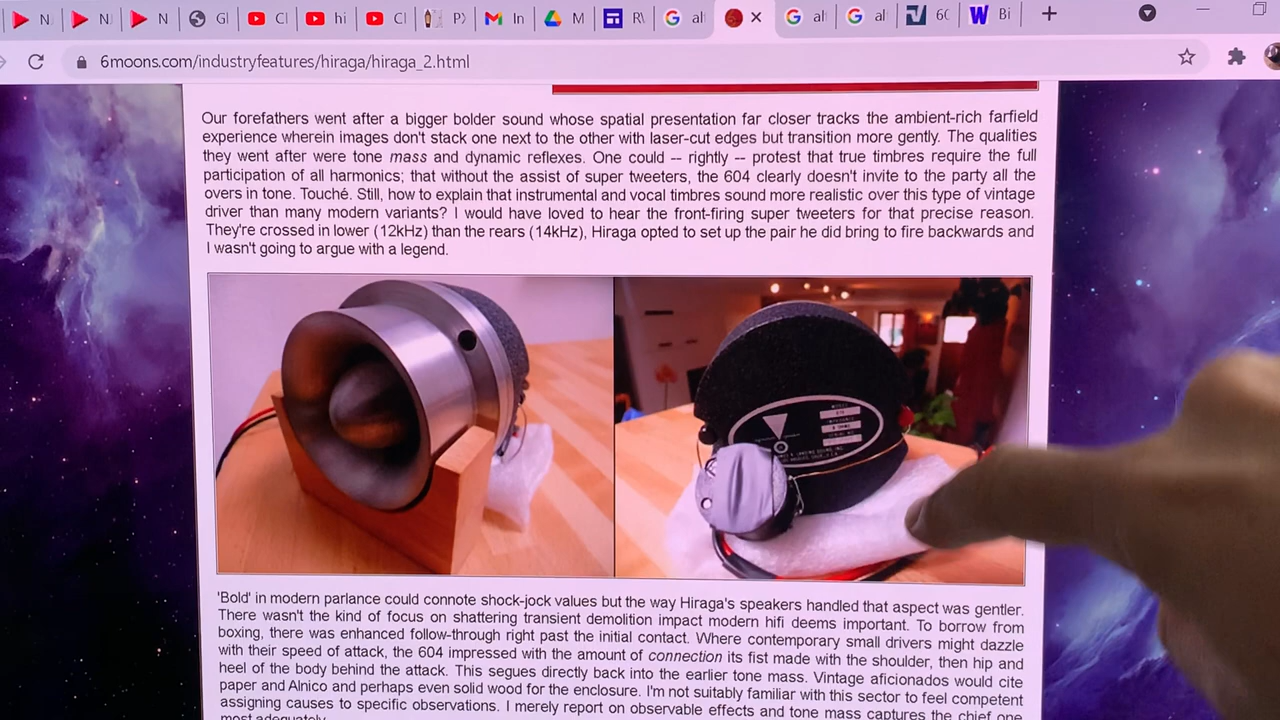 N
N
N
Gl
Cl
hi
Cl
P)
In
M
R\
al
al
al
6C
Bi
6moons.com/industryfeatures/hiraga/hiraga_2.html
Our forefathers went after a bigger bolder sound whose spatial presentation far closer tracks the ambient-rich farfield
experience wherein images don't stack one next to the other with laser-cut edges but transition more gently. The qualities
they went after were tone mass and dynamic reflexes. One could -- rightly -- protest that true timbres require the full
participation of all harmonics; that without the assist of super tweeters, the 604 clearly doesn't invite to the party all the
overs in tone. Touché. Still, how to explain that instrumental and vocal timbres sound more realistic over this type of vintage
driver than many modern variants? I would have loved to hear the front-firing super tweeters for that precise reason.
They're crossed in lower (12kHz) than the rears (14kHz), Hiraga opted to set up the pair he did bring to fire backwards and
I wasn't going to argue with a legend.
'Bold' in modern parlance could connote shock-jock values but the way Hiraga's speakers handled that aspect was gentler.
There wasn't the kind of focus on shattering transient demolition impact modern hifi deems important. To borrow from
boxing, there was enhanced follow-through right past the initial contact. Where contemporary small drivers might dazzle
with their speed of attack, the 604 impressed with the amount of connection its fist made with the shoulder, then hip and
heel of the body behind the attack. This segues directly back into the earlier tone mass. Vintage aficionados would cite
paper and Alnico and perhaps even solid wood for the enclosure. I'm not suitably familiar with this sector to feel competent
assigning causes to specific observations. I merely report on observable effects and tone mass captures the chief one
most adequately.